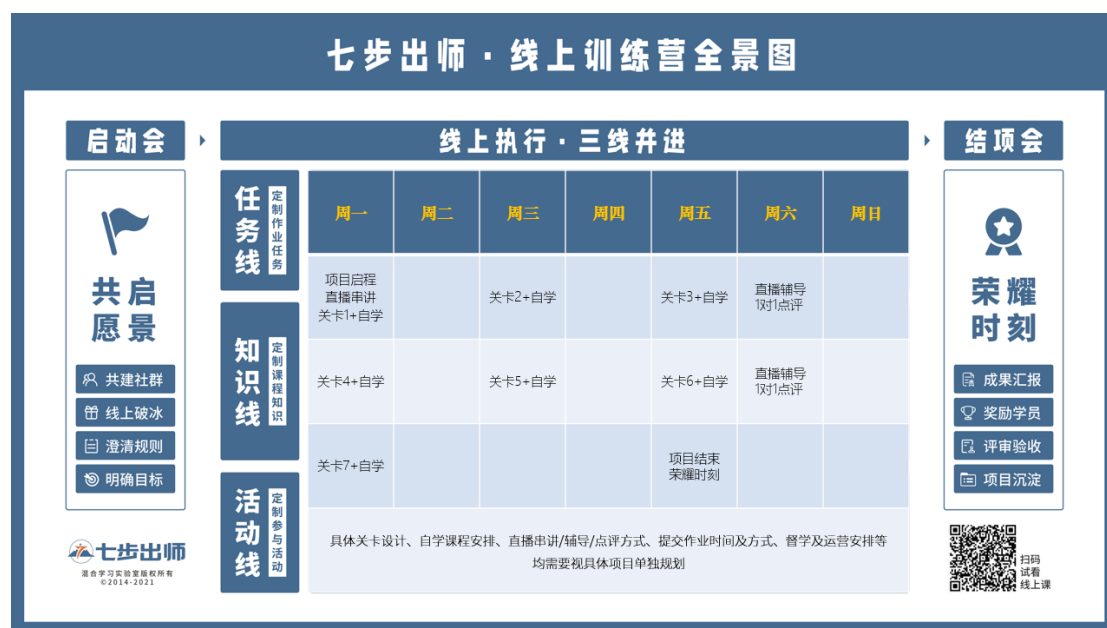 七步出师·线上训练营全景图
启动会
线上执行·三线并进
结项会
共启
愿景
共建社群
线上破冰
澄清规则
明确目标
任务线
定制作业任务
知识线
定制课程知识
活动线
定制参与活动
周一
周二
周三
周四
周五
周六
周日
项目启程
直播串讲
关卡1+自学
关卡2+自学
关卡3+自学
直播辅导
1对1点评
关卡4+自学
关卡5+自学
关卡6+自学
直播辅导
1对1点评
关卡7+自学
项目结束
荣耀时刻
具体关卡设计、自学课程安排、直播串讲/辅导/点评方式、提交作业时间及方式、督学及运营安排等
均需要视具体项目单独规划
荣耀
时刻
成果汇报
奖励学员
评审验收
项目沉淀
七步出师
混合学习实验室版权所有
©2014-2021
扫码
试看
线上课